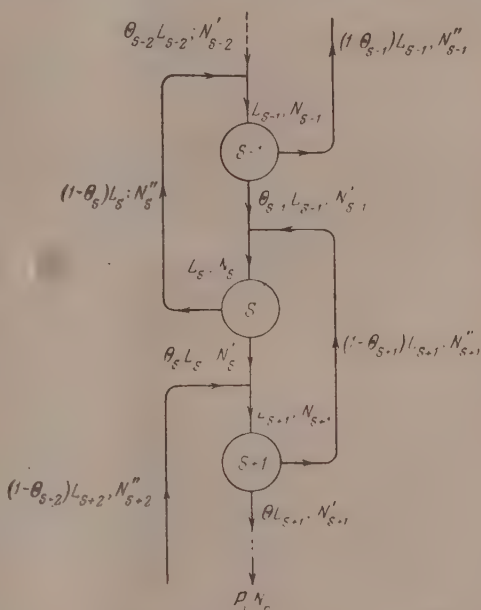 Θ_{s-2} L_{s-2}; N'_{s-2}
(1-Θ_{s-1})L_{s-1}, N''_{s-1}
L_{s-1}, N_{s-1}
S-1
(1-Θ_s)L_s; N''_s
Θ_{s-1} L_{s-1}, N'_{s-1}
L_s, N_s
S
Θ_s L_s, N'_s
(1-Θ_{s+1})L_{s+1}, N''_{s+1}
L_{s+1}, N_{s+1}
S+1
(1-Θ_{s+2})L_{s+2}, N''_{s+2}
ΘL_{s+1}, N'_{s+1}